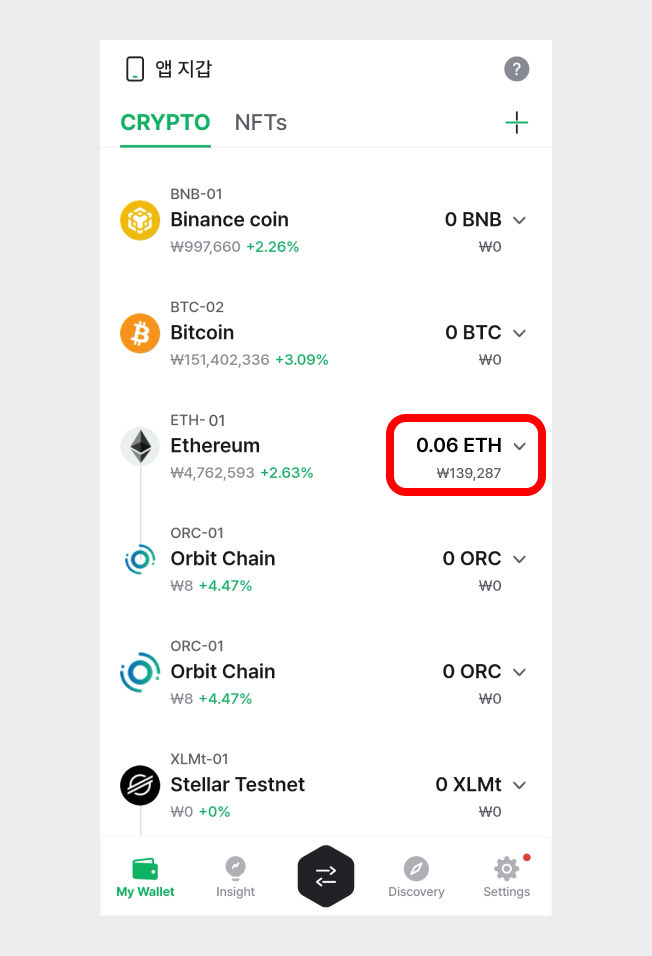 앱 지갑
?
CRYPTO NFTs
BNB-01
Binance coin 0 BNB
₩997,660 +2.26% ₩0
BTC-02
Bitcoin 0 BTC
₩151,402,336 +3.09% ₩0
ETH- 01
Ethereum 0.06 ETH
₩4,762,593 +2.63% ₩139,287
ORC-01
Orbit Chain 0 ORC
₩8 +4.47% ₩0
ORC-01
Orbit Chain 0 ORC
₩8 +4.47% ₩0
XLMt-01
Stellar Testnet 0 XLMt
₩0 +0% ₩0
My Wallet Insight Discovery Settings